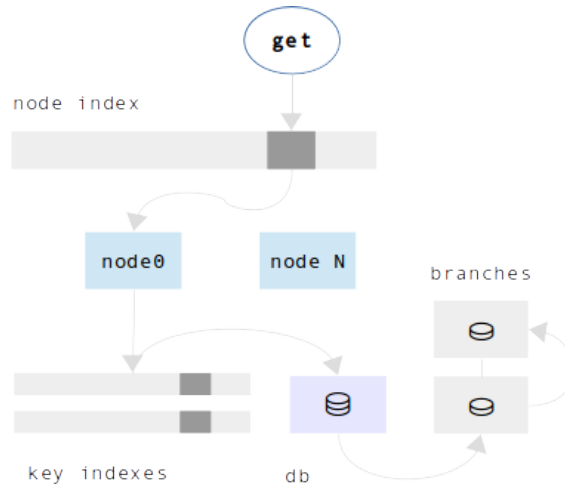 get
node index
node0
node N
branches
key indexes
db